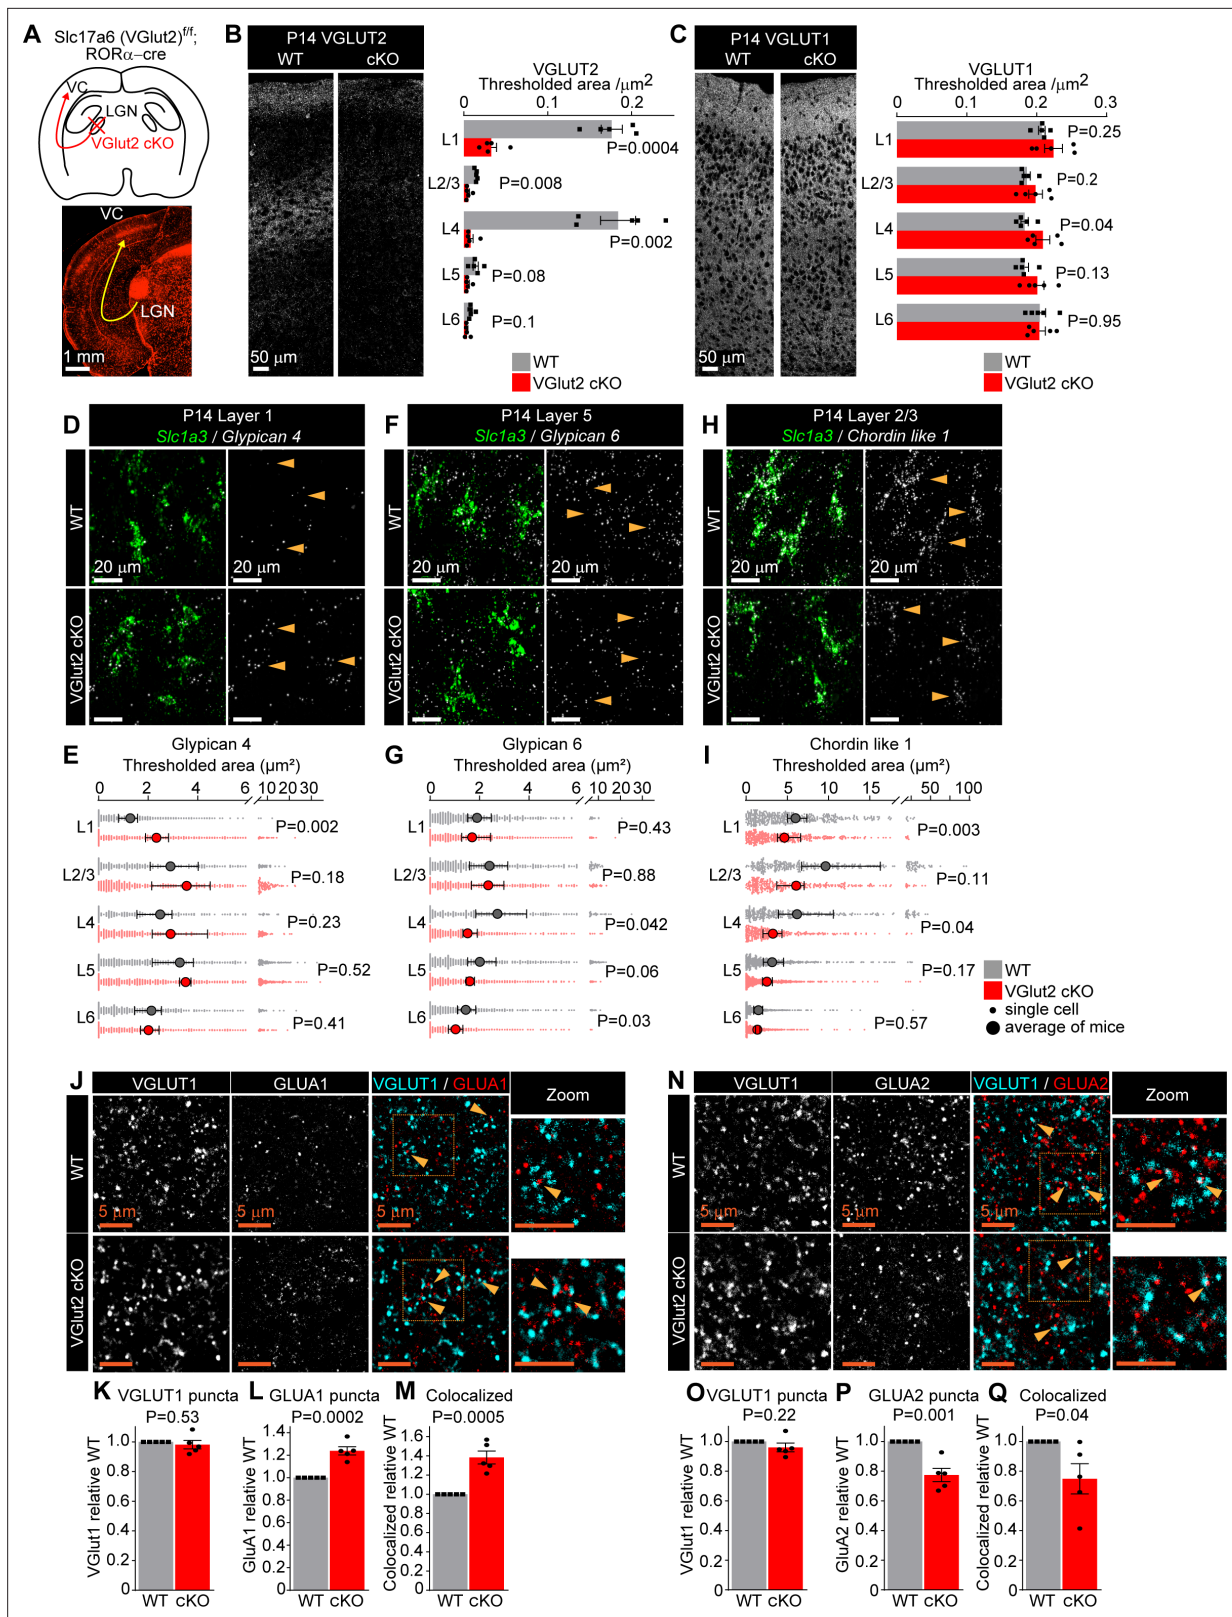 A
Slc17a6 (VGlut2)f/f;
RORα–cre
VC
LGN
VGlut2 cKO
VC
LGN
1 mm
B
P14 VGLUT2
WT cKO
50 μm
VGLUT2
Thresholded area /μm²
0 0.1 0.2
L1 P=0.0004
L2/3 P=0.008
L4 P=0.002
L5 P=0.08
L6 P=0.1
WT
VGlut2 cKO
C
P14 VGLUT1
WT cKO
50 μm
VGLUT1
Thresholded area /μm²
0 0.1 0.2 0.3
L1 P=0.25
L2/3 P=0.2
L4 P=0.04
L5 P=0.13
L6 P=0.95
WT
VGlut2 cKO
D
P14 Layer 1
Slc1a3 / Glypican 4
WT
20 μm 20 μm
VGlut2 cKO
F
P14 Layer 5
Slc1a3 / Glypican 6
WT
20 μm 20 μm
VGlut2 cKO
H
P14 Layer 2/3
Slc1a3 / Chordin like 1
WT
20 μm 20 μm
VGlut2 cKO
E
Glypican 4
Thresholded area (μm²)
0 2 4 6 10 20 30
L1 P=0.002
L2/3 P=0.18
L4 P=0.23
L5 P=0.52
L6 P=0.41
G
Glypican 6
Thresholded area (μm²)
0 2 4 6 10 20 30
L1 P=0.43
L2/3 P=0.88
L4 P=0.042
L5 P=0.06
L6 P=0.03
I
Chordin like 1
Thresholded area (μm²)
0 5 10 15 50 100
L1 P=0.003
L2/3 P=0.11
L4 P=0.04
L5 P=0.17
L6 P=0.57
WT
VGlut2 cKO
single cell
average of mice
J
VGLUT1 GLUA1 VGLUT1 / GLUA1 Zoom
WT
5 μm 5 μm 5 μm
VGlut2 cKO
N
VGLUT1 GLUA2 VGLUT1 / GLUA2 Zoom
WT
5 μm 5 μm 5 μm
VGlut2 cKO
K
VGLUT1 puncta
P=0.53
VGlut1 relative WT
1.0
0.8
0.6
0.4
0.2
0
WT cKO
L
GLUA1 puncta
P=0.0002
GluA1 relative WT
1.4
1.2
1.0
0.8
0.6
0.4
0.2
0
WT cKO
M
Colocalized
P=0.0005
Colocalized relative WT
1.6
1.4
1.2
1.0
0.8
0.6
0.4
0.2
0
WT cKO
O
VGLUT1 puncta
P=0.22
VGlut1 relative WT
1.0
0.8
0.6
0.4
0.2
0
WT cKO
P
GLUA2 puncta
P=0.001
GluA2 relative WT
1.0
0.8
0.6
0.4
0.2
0
WT cKO
Q
Colocalized
P=0.04
Colocalized relative WT
1.0
0.8
0.6
0.4
0.2
0
WT cKO